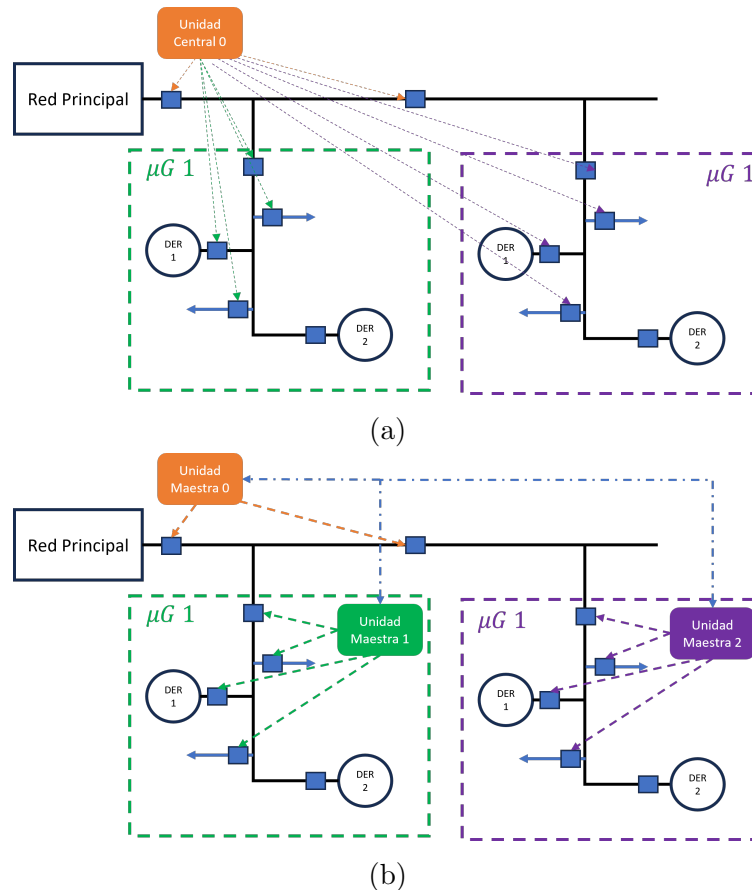 Unidad
Central 0
Red Principal
μG 1
μG 1
DER
1
DER
1
DER
2
DER
2
(a)
Unidad
Maestra 0
Red Principal
μG 1
Unidad
Maestra 1
μG 1
Unidad
Maestra 2
DER
1
DER
1
DER
2
DER
2
(b)